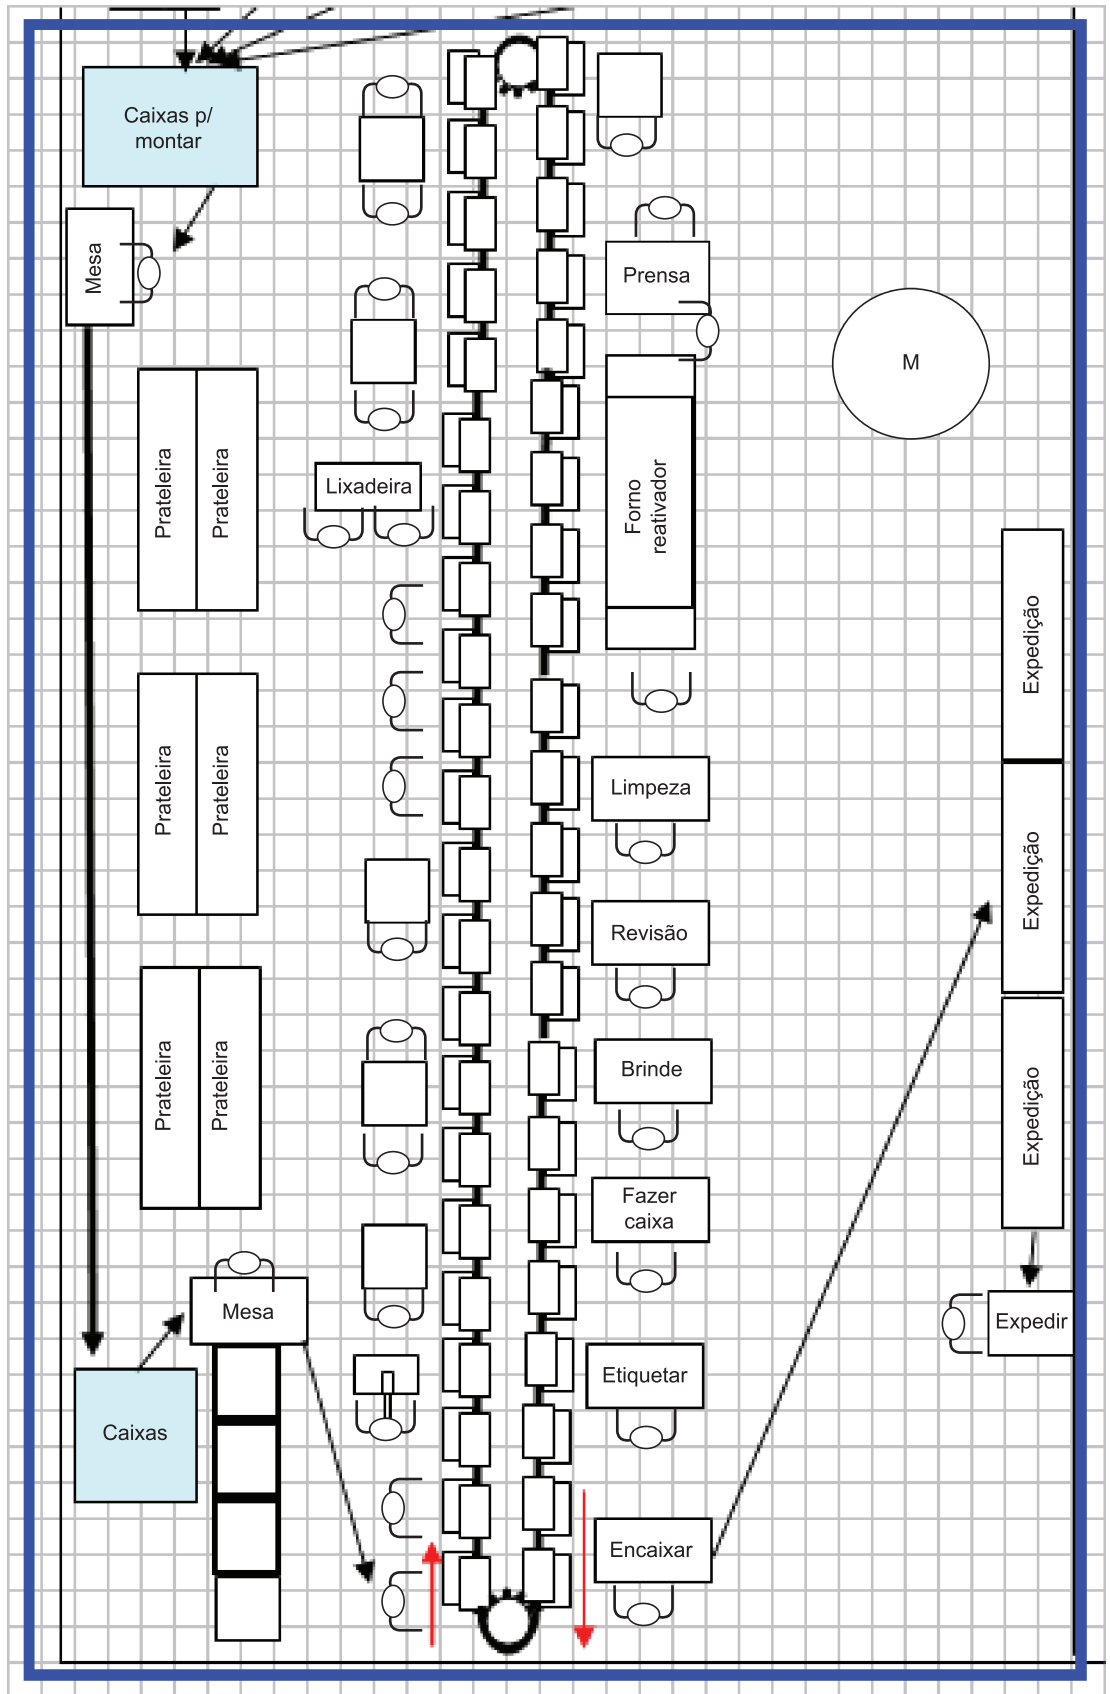 Caixas p/
montar
Mesa
Prensa
M
Prateleira
Prateleira
Lixadeira
Forno
reativador
Expedição
Prateleira
Prateleira
Limpeza
Expedição
Revisão
Prateleira
Prateleira
Brinde
Expedição
Fazer
caixa
Mesa
Expedir
Etiquetar
Caixas
Encaixar